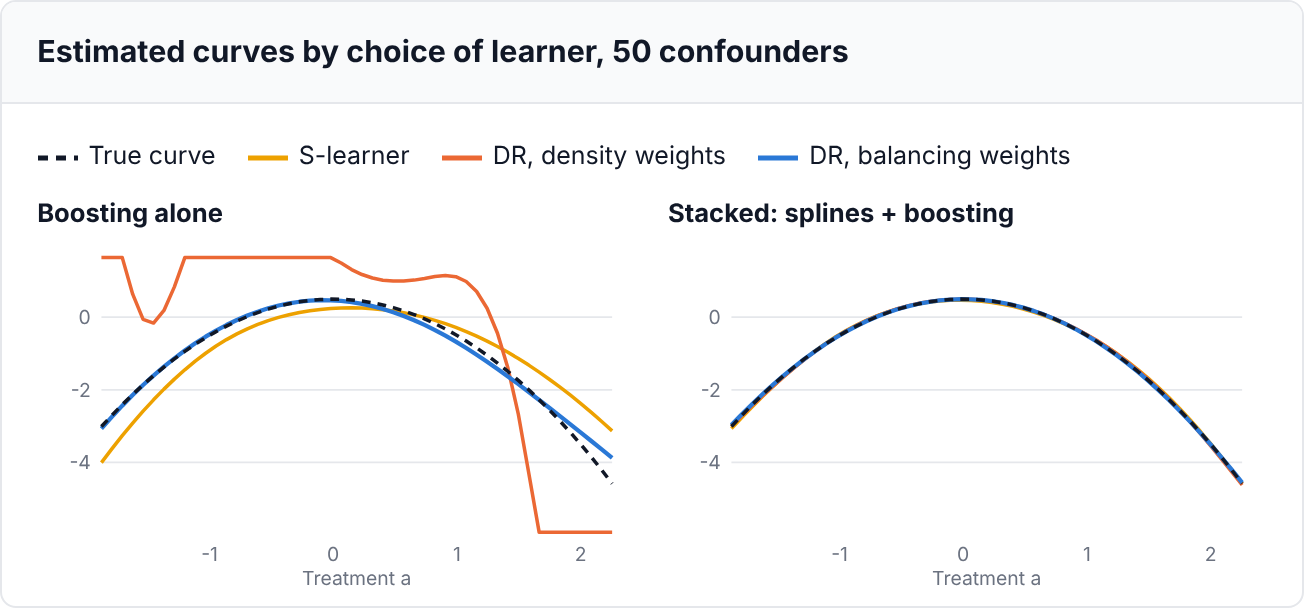 Estimated curves by choice of learner, 50 confounders
True curve S-learner DR, density weights DR, balancing weights
Boosting alone
0
-2
-4
-1 0 1 2
Treatment a
Stacked: splines + boosting
0
-2
-4
-1 0 1 2
Treatment a